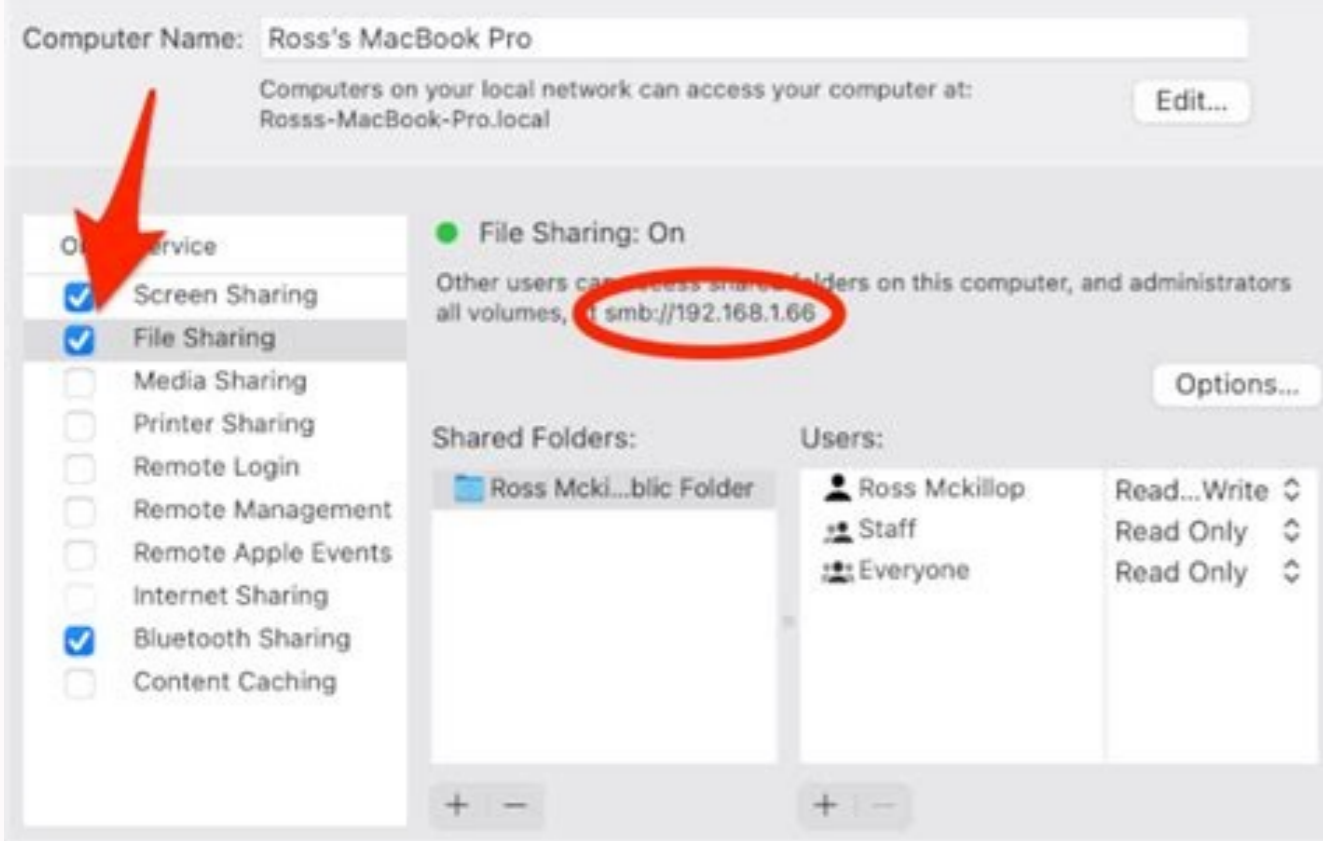 Computer Name: Ross's MacBook Pro
Computers on your local network can access your computer at:
Rosss-MacBook-Pro.local
Edit...
Screen Sharing
File Sharing
Media Sharing
Printer Sharing
Remote Login
Remote Management
Remote Apple Events
Internet Sharing
Bluetooth Sharing
Content Caching
File Sharing: On
Other users can access shared folders on this computer, and administrators
all volumes, smb://192.168.1.66
Options...
Shared Folders:
Ross Mcki...blic Folder
Users:
Ross Mckillop Read...Write
Staff Read Only
Everyone Read Only
+ −
+ −